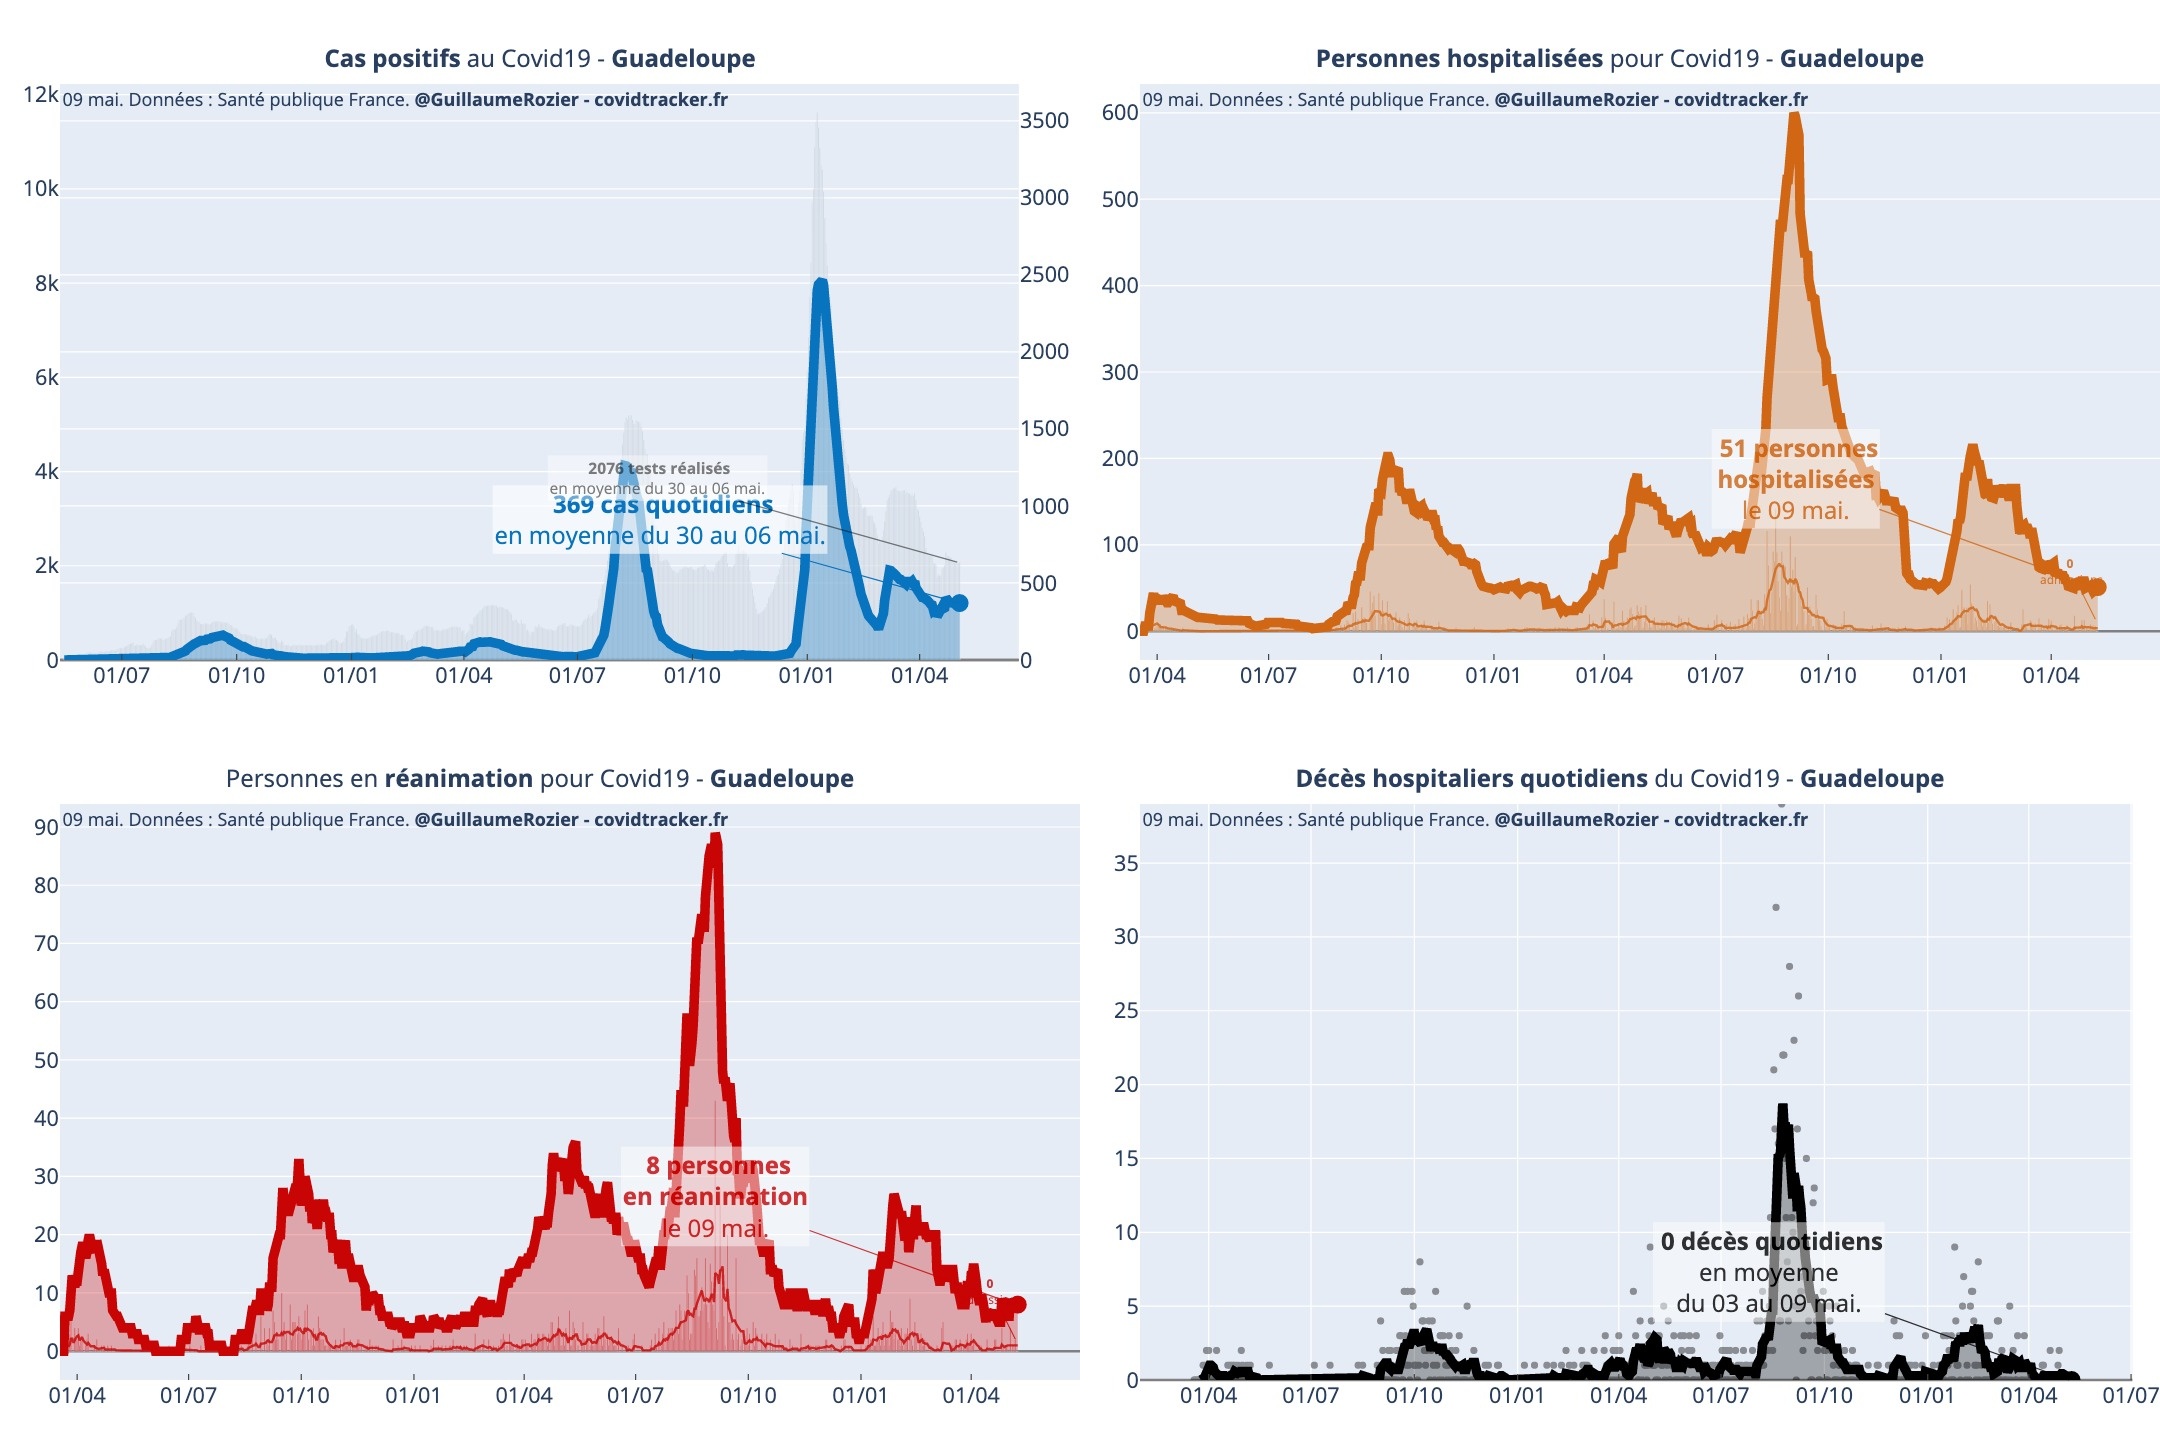 Cas positifs au Covid19 - Guadeloupe
09 mai. Données : Santé publique France. @GuillaumeRozier - covidtracker.fr
12k
10k
8k
6k
4k
2k
0
3500
3000
2500
2000
1500
1000
500
0
2076 tests réalisés
en moyenne du 30 au 06 mai.
369 cas quotidiens
en moyenne du 30 au 06 mai.
01/07 01/10 01/01 01/04 01/07 01/10 01/01 01/04
Personnes hospitalisées pour Covid19 - Guadeloupe
09 mai. Données : Santé publique France. @GuillaumeRozier - covidtracker.fr
600
500
400
300
200
100
0
51 personnes
hospitalisées
le 09 mai.
0
01/04 01/07 01/10 01/01 01/04 01/07 01/10 01/01 01/04
Personnes en réanimation pour Covid19 - Guadeloupe
09 mai. Données : Santé publique France. @GuillaumeRozier - covidtracker.fr
90
80
70
60
50
40
30
20
10
0
8 personnes
en réanimation
le 09 mai.
0
01/04 01/07 01/10 01/01 01/04 01/07 01/10 01/01 01/04
Décès hospitaliers quotidiens du Covid19 - Guadeloupe
09 mai. Données : Santé publique France. @GuillaumeRozier - covidtracker.fr
35
30
25
20
15
10
5
0
0 décès quotidiens
en moyenne
du 03 au 09 mai.
01/04 01/07 01/10 01/01 01/04 01/07 01/10 01/01 01/04 01/07